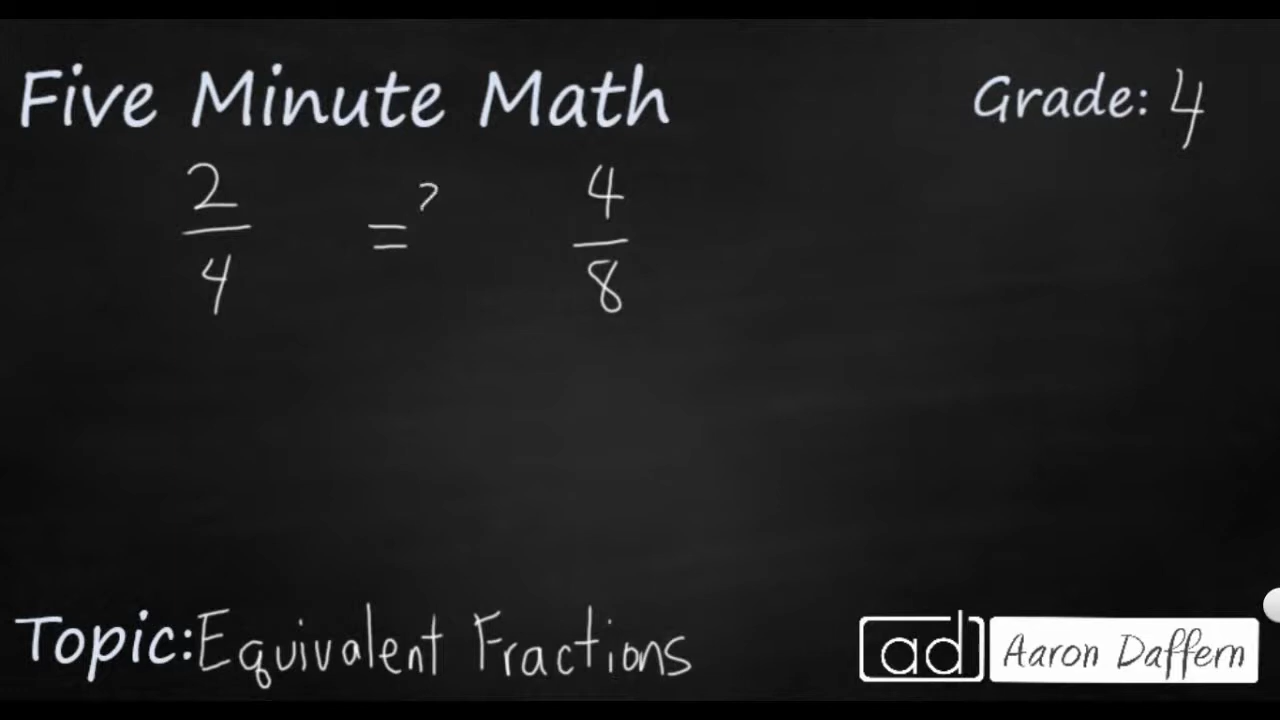 Five Minute Math
Grade: 4
2 =? 4
4 8
Topic: Equivalent Fractions
ad Aaron Daffern